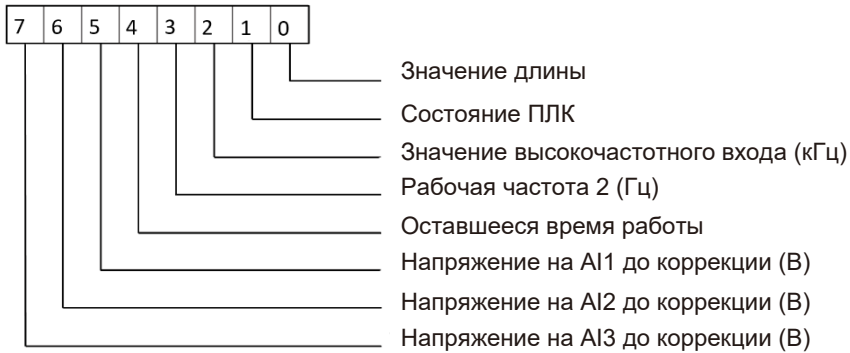 7 6 5 4 3 2 1 0
Значение длины
Состояние ПЛК
Значение высокочастотного входа (кГц)
Рабочая частота 2 (Гц)
Оставшееся время работы
Напряжение на AI1 до коррекции (В)
Напряжение на AI2 до коррекции (В)
Напряжение на AI3 до коррекции (В)